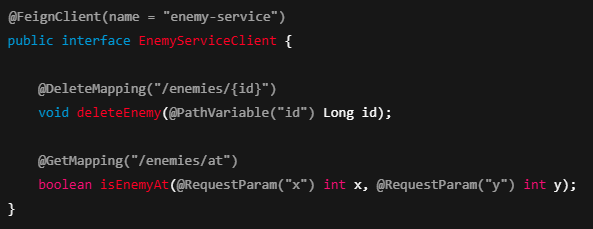 @FeignClient(name = "enemy-service")
public interface EnemyServiceClient {
@DeleteMapping("/enemies/{id}")
void deleteEnemy(@PathVariable("id") Long id);
@GetMapping("/enemies/at")
boolean isEnemyAt(@RequestParam("x") int x, @RequestParam("y") int y);
}